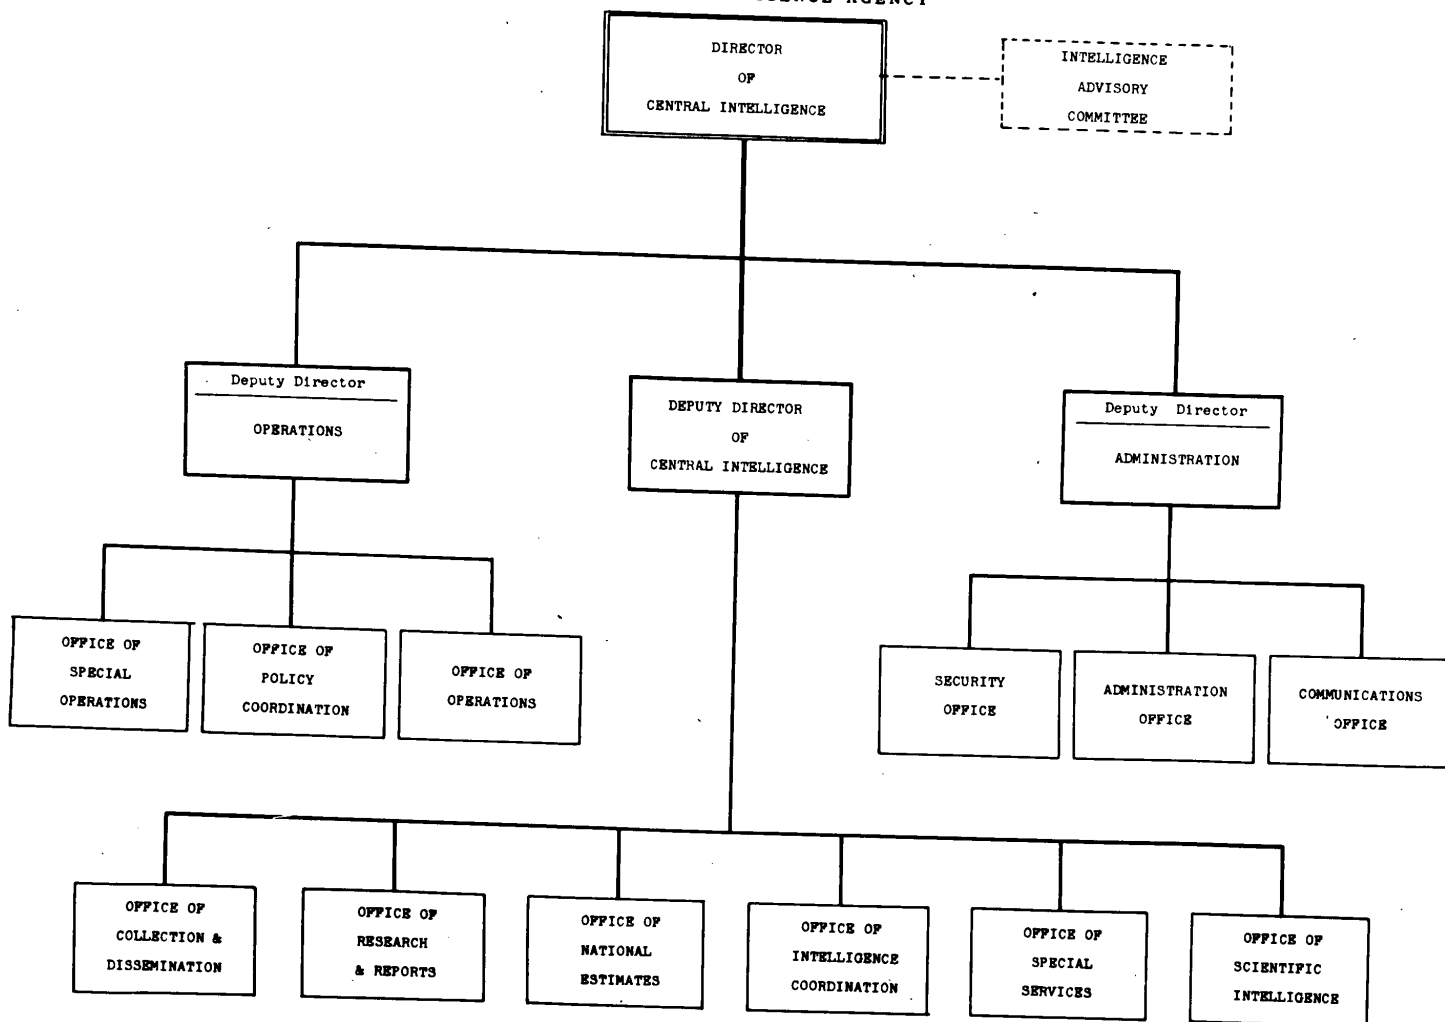 AGENCY
DIRECTOR
OF
CENTRAL INTELLIGENCE
INTELLIGENCE
ADVISORY
COMMITTEE
Deputy Director
OPERATIONS
DEPUTY DIRECTOR
OF
CENTRAL INTELLIGENCE
Deputy Director
ADMINISTRATION
OFFICE OF
SPECIAL
OPERATIONS
OFFICE OF
POLICY
COORDINATION
OFFICE OF
OPERATIONS
SECURITY
OFFICE
ADMINISTRATION
OFFICE
COMMUNICATIONS
OFFICE
OFFICE OF
COLLECTION &
DISSEMINATION
OFFICE OF
RESEARCH
& REPORTS
OFFICE OF
NATIONAL
ESTIMATES
OFFICE OF
INTELLIGENCE
COORDINATION
OFFICE OF
SPECIAL
SERVICES
OFFICE OF
SCIENTIFIC
INTELLIGENCE